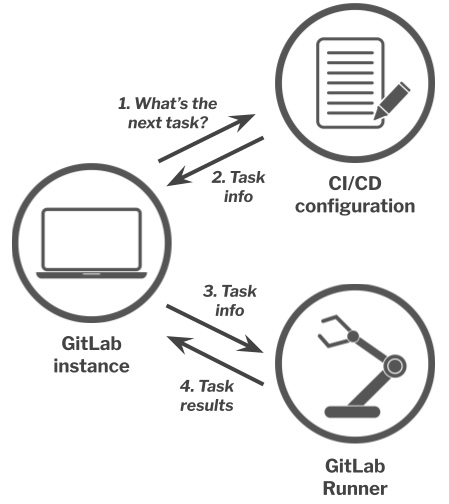 1. What's the
next task?
2. Task
info
CI/CD
configuration
GitLab
instance
3. Task
info
4. Task
results
GitLab
Runner